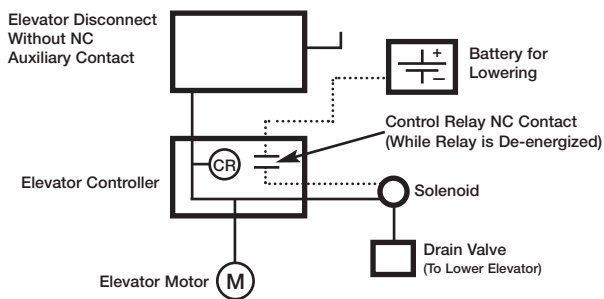 Elevator Disconnect
Without NC
Auxiliary Contact
+
–
Battery for
Lowering
Control Relay NC Contact
(While Relay is De-energized)
CR
Elevator Controller
Solenoid
Drain Valve
(To Lower Elevator)
Elevator Motor
M